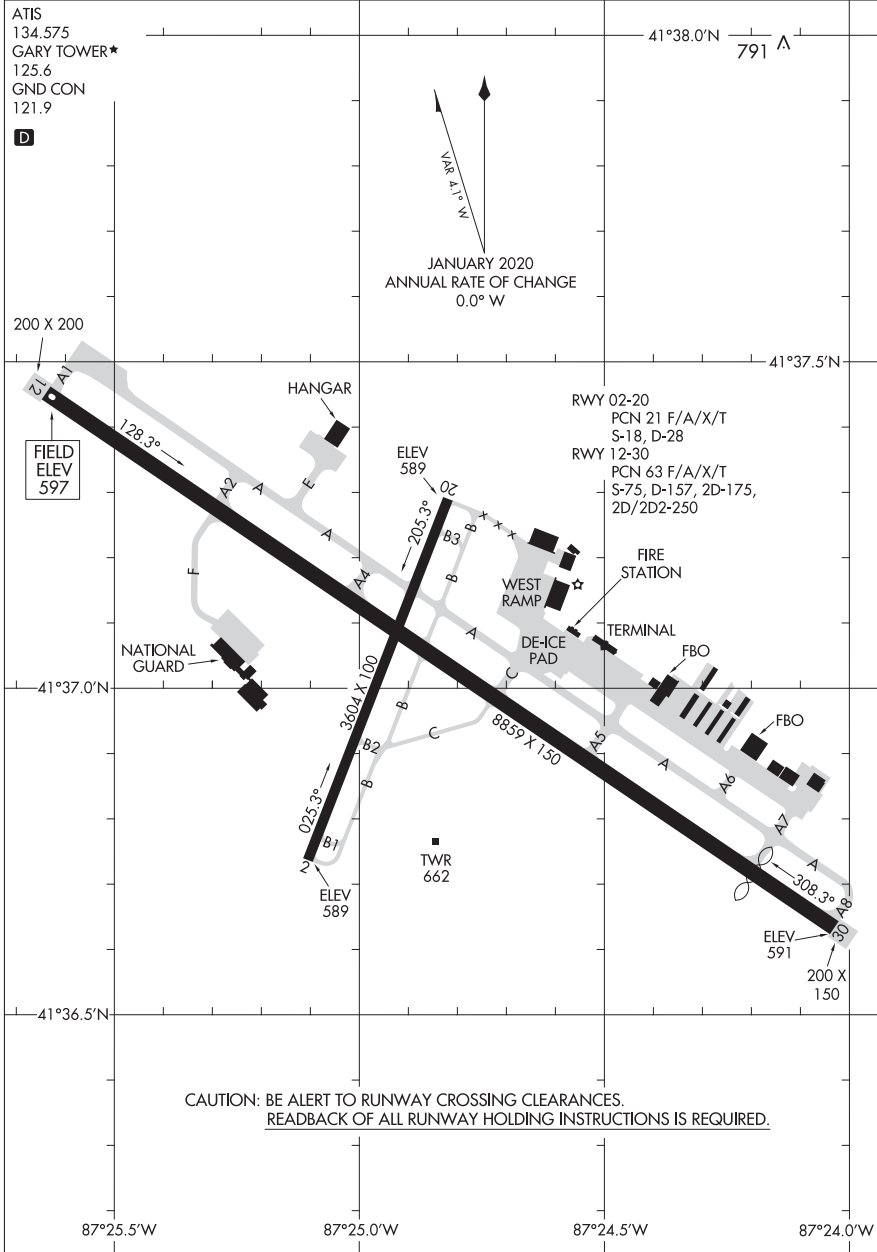 ATIS
134.575
GARY TOWER★
125.6
GND CON
121.9
D
41°38.0'N
791
VAR 4.1° W
JANUARY 2020
ANNUAL RATE OF CHANGE
0.0° W
200 X 200
41°37.5'N
12
A1
HANGAR
128.3°
FIELD
ELEV
597
RWY 02-20
PCN 21 F/A/X/T
S-18, D-28
RWY 12-30
PCN 63 F/A/X/T
S-75, D-157, 2D-175,
2D/2D2-250
ELEV
589
20
A2
A
E
205.3°
B3
B
x x x
A
F
B
A4
WEST
RAMP
FIRE
STATION
A
DE-ICE
PAD
TERMINAL
NATIONAL
GUARD
C
FBO
41°37.0'N
3604 X 100
B
8859 X 150
FBO
B2
C
A5
A
A6
B
025.3°
A7
B1
TWR
662
A
2
308.3°
A8
ELEV
589
30
ELEV
591
200 X
150
41°36.5'N
CAUTION: BE ALERT TO RUNWAY CROSSING CLEARANCES.
READBACK OF ALL RUNWAY HOLDING INSTRUCTIONS IS REQUIRED.
87°25.5'W
87°25.0'W
87°24.5'W
87°24.0'W